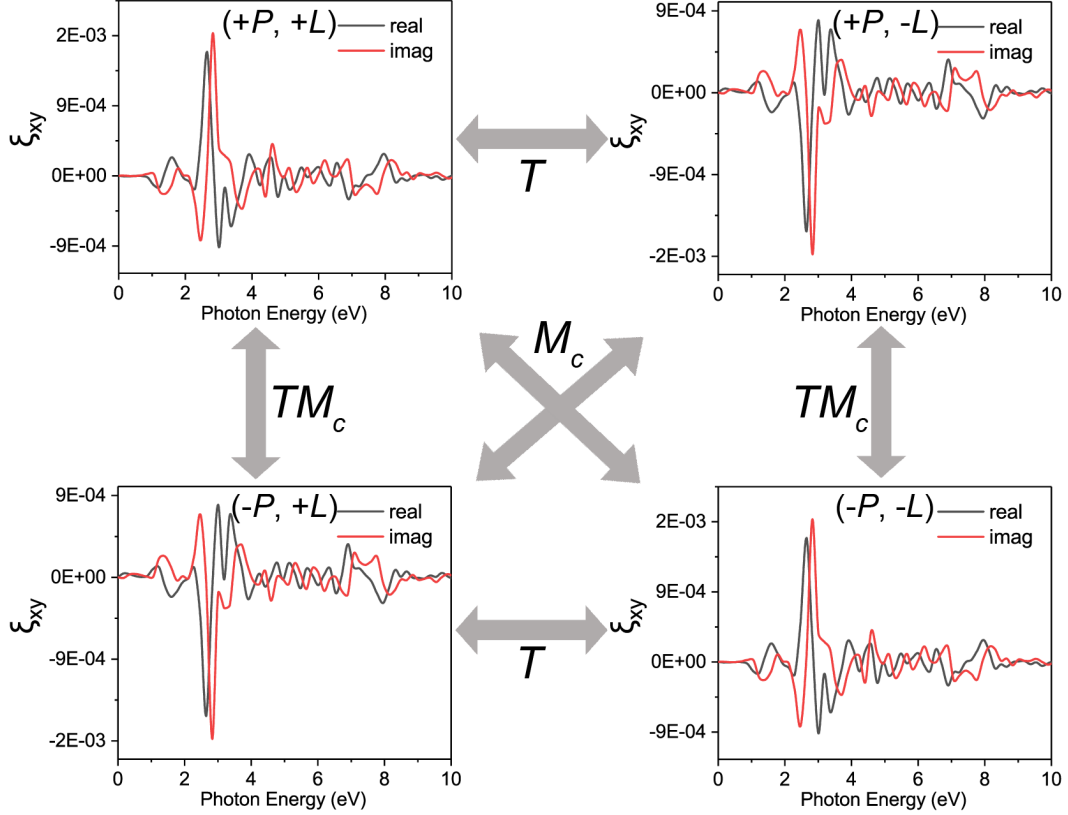 (+P, +L)
real
imag
2E-03
9E-04
0E+00
-9E-04
ξxy
0 2 4 6 8 10
Photon Energy (eV)
T
(+P, -L)
real
imag
9E-04
0E+00
-9E-04
-2E-03
ξxy
0 2 4 6 8 10
Photon Energy (eV)
TMc
Mc
TMc
(-P, +L)
real
imag
9E-04
0E+00
-9E-04
-2E-03
ξxy
0 2 4 6 8 10
Photon Energy (eV)
T
(-P, -L)
real
imag
2E-03
9E-04
0E+00
-9E-04
ξxy
0 2 4 6 8 10
Photon Energy (eV)